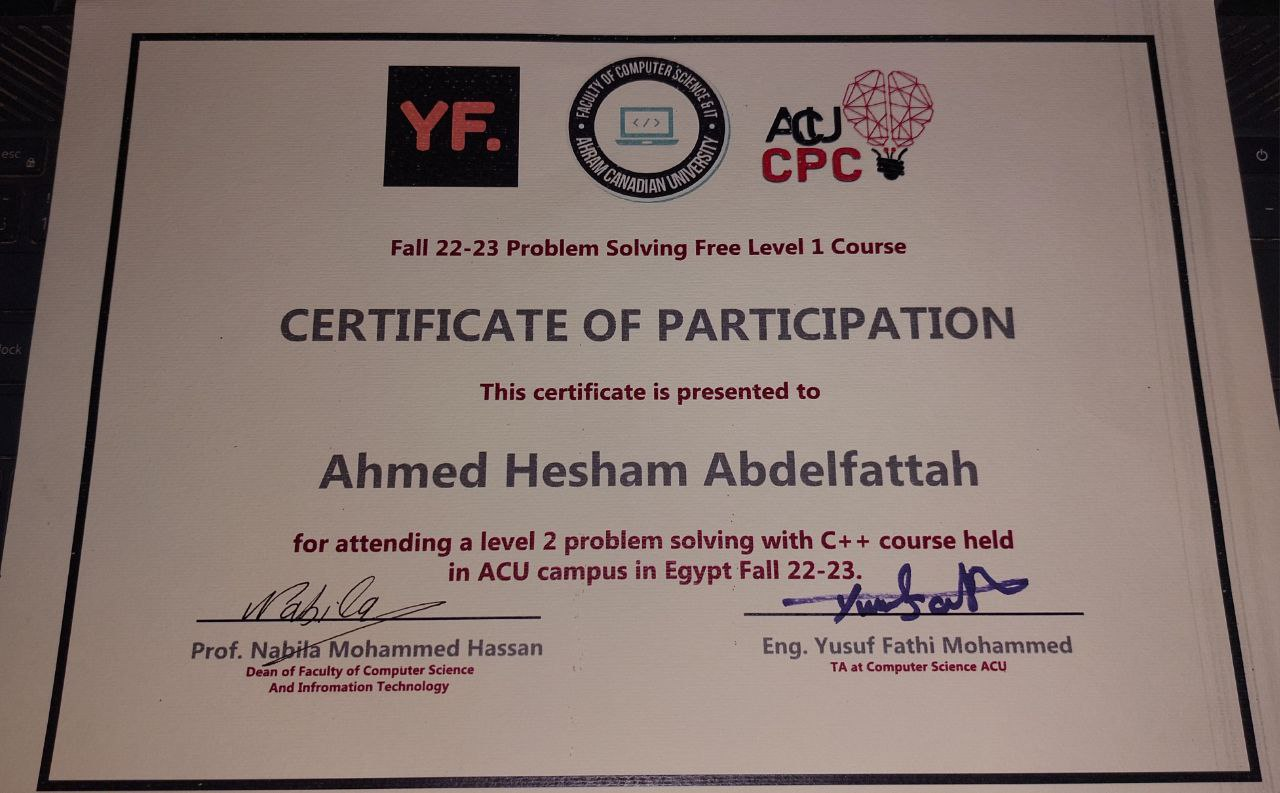 YF.
FACULTY OF COMPUTER SCIENCE & IT
AHRAM CANADIAN UNIVERSITY
</>
ACU
CPC
Fall 22-23 Problem Solving Free Level 1 Course
CERTIFICATE OF PARTICIPATION
This certificate is presented to
Ahmed Hesham Abdelfattah
for attending a level 2 problem solving with C++ course held
in ACU campus in Egypt Fall 22-23.
Nabila
Prof. Nabila Mohammed Hassan
Eng. Yusuf Fathi Mohammed
Dean of Faculty of Computer Science
TA at Computer Science ACU
And Infromation Technology
esc
lock